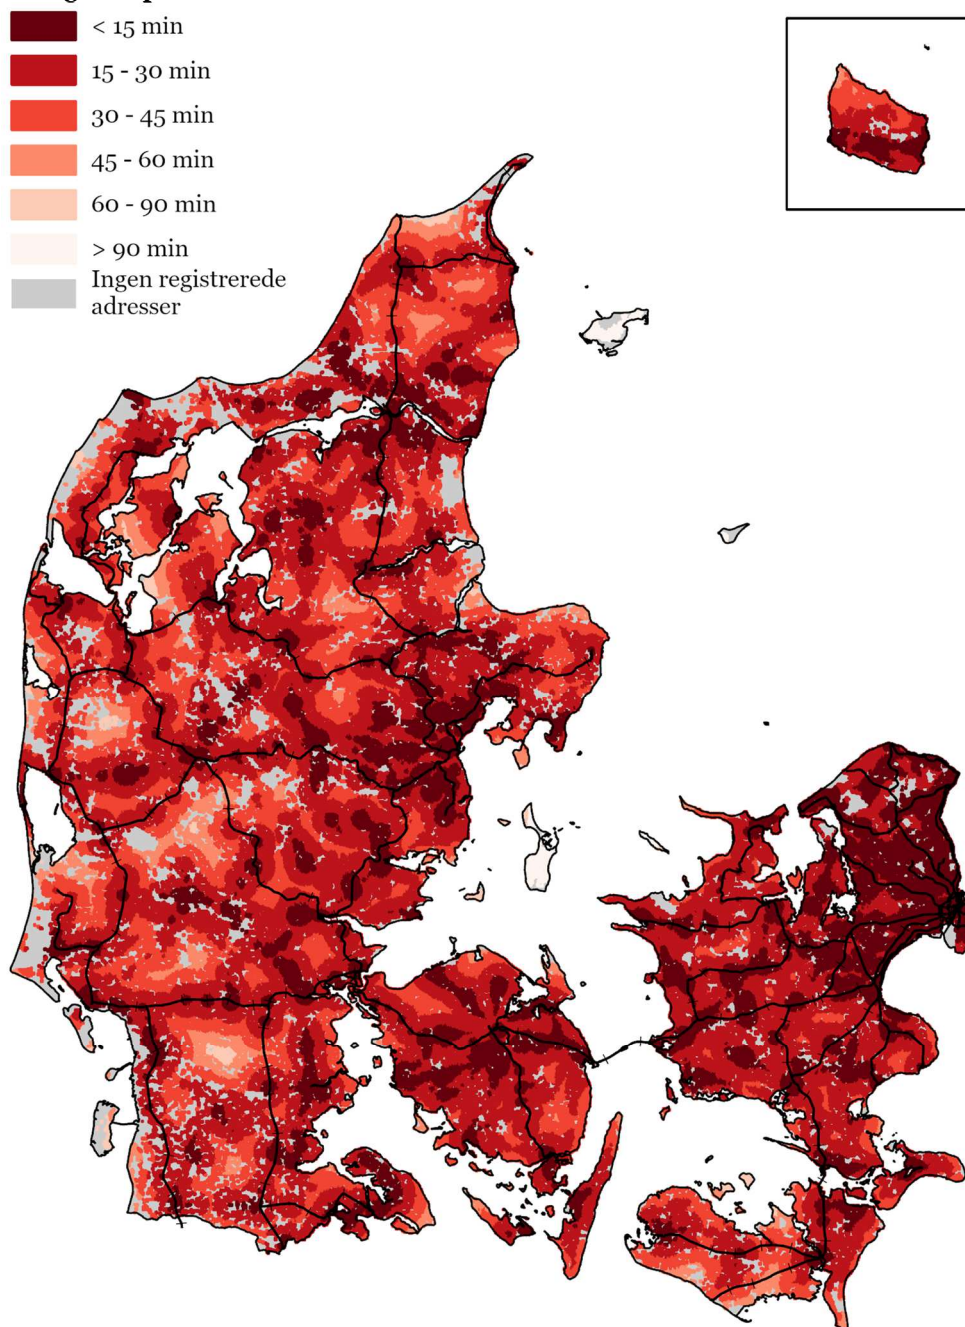 < 15 min
15 - 30 min
30 - 45 min
45 - 60 min
60 - 90 min
> 90 min
Ingen registrerede
adresser